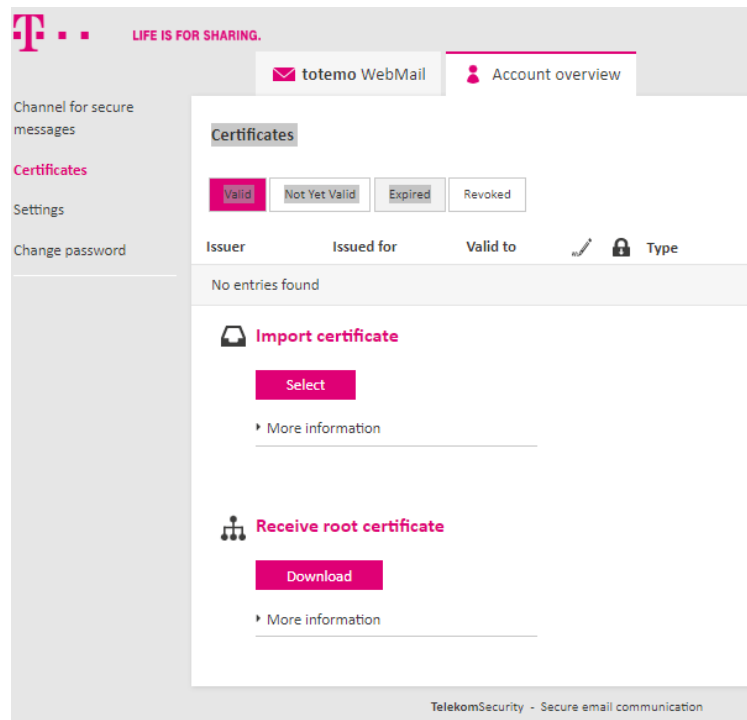 T
LIFE IS FOR SHARING.
totemo WebMail
Account overview
Channel for secure
messages
Certificates
Settings
Change password
Certificates
Valid
Not Yet Valid
Expired
Revoked
Issuer Issued for Valid to Type
No entries found
Import certificate
Select
More information
Receive root certificate
Download
More information
TelekomSecurity - Secure email communication